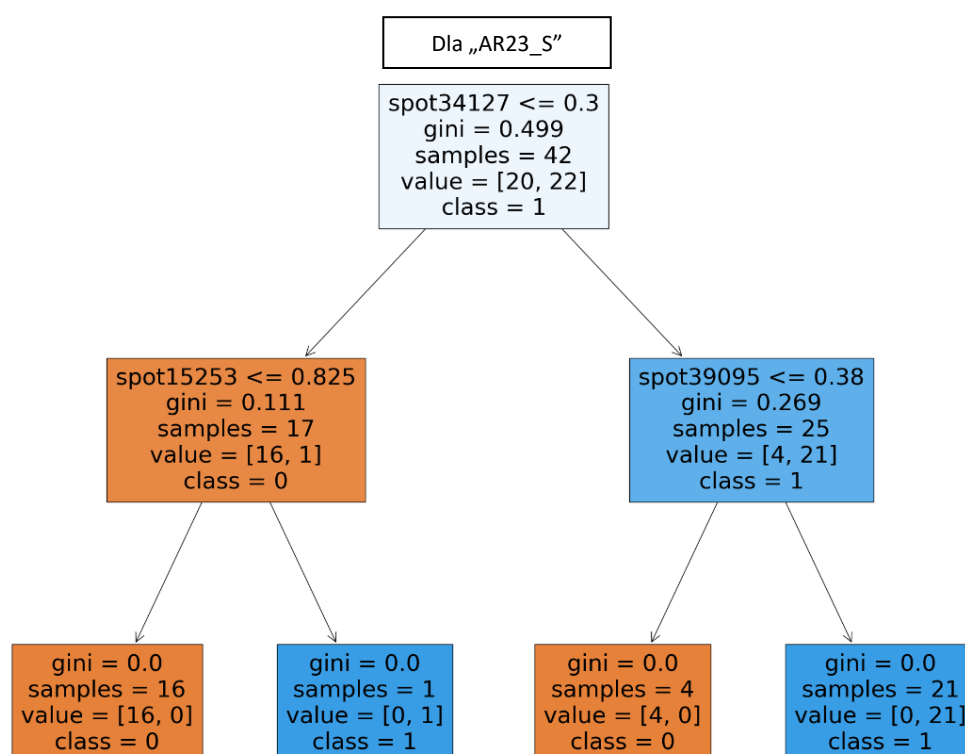 Dla „AR23_S”
spot34127 <= 0.3
gini = 0.499
samples = 42
value = [20, 22]
class = 1
spot15253 <= 0.825
gini = 0.111
samples = 17
value = [16, 1]
class = 0
spot39095 <= 0.38
gini = 0.269
samples = 25
value = [4, 21]
class = 1
gini = 0.0
samples = 16
value = [16, 0]
class = 0
gini = 0.0
samples = 1
value = [0, 1]
class = 1
gini = 0.0
samples = 4
value = [4, 0]
class = 0
gini = 0.0
samples = 21
value = [0, 21]
class = 1